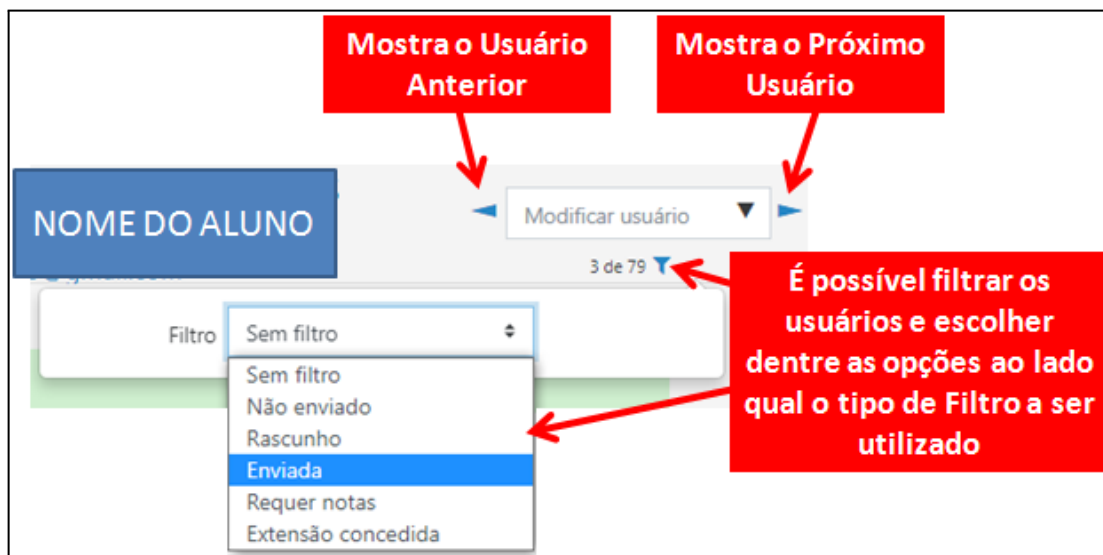 Mostra o Usuário
Anterior
Mostra o Próximo
Usuário
NOME DO ALUNO
Modificar usuário
3 de 79
É possível filtrar os
usuários e escolher
dentre as opções ao lado
qual o tipo de Filtro a ser
utilizado
Filtro
Sem filtro
Sem filtro
Não enviado
Rascunho
Enviada
Requer notas
Extensão concedida